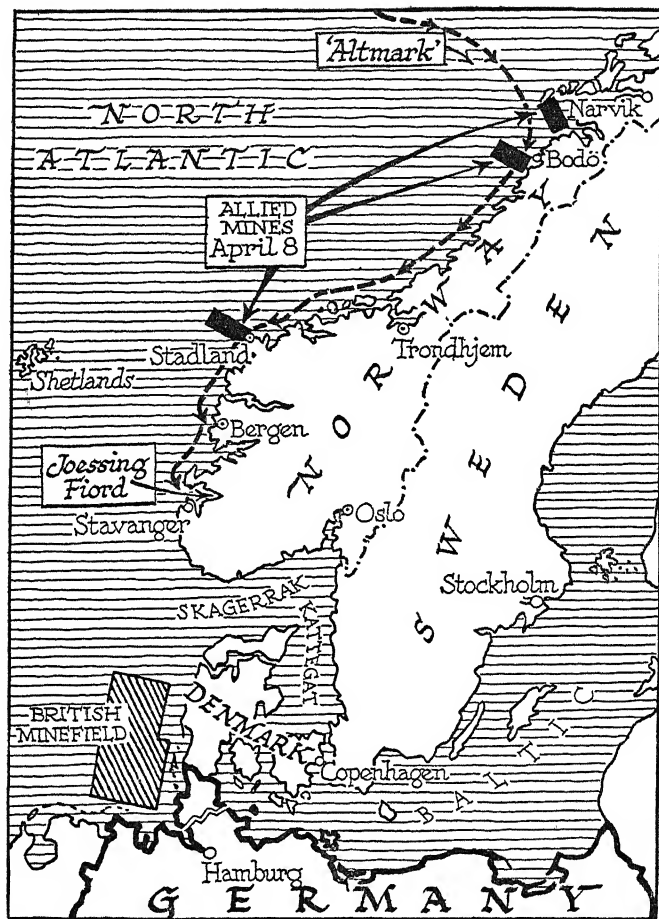 'Altmark'
NORTH
ATLANTIC
Narvik
Bodö
ALLIED
MINES
April 8
Stadland
Trondhjem
Shetlands
NORWAY
SWEDEN
Bergen
Joessing
Fiord
Stavanger
Oslo
Stockholm
SKAGERRAK
KATTEGAT
BRITISH
MINEFIELD
DENMARK
Copenhagen
BALTIC
Hamburg
GERMANY